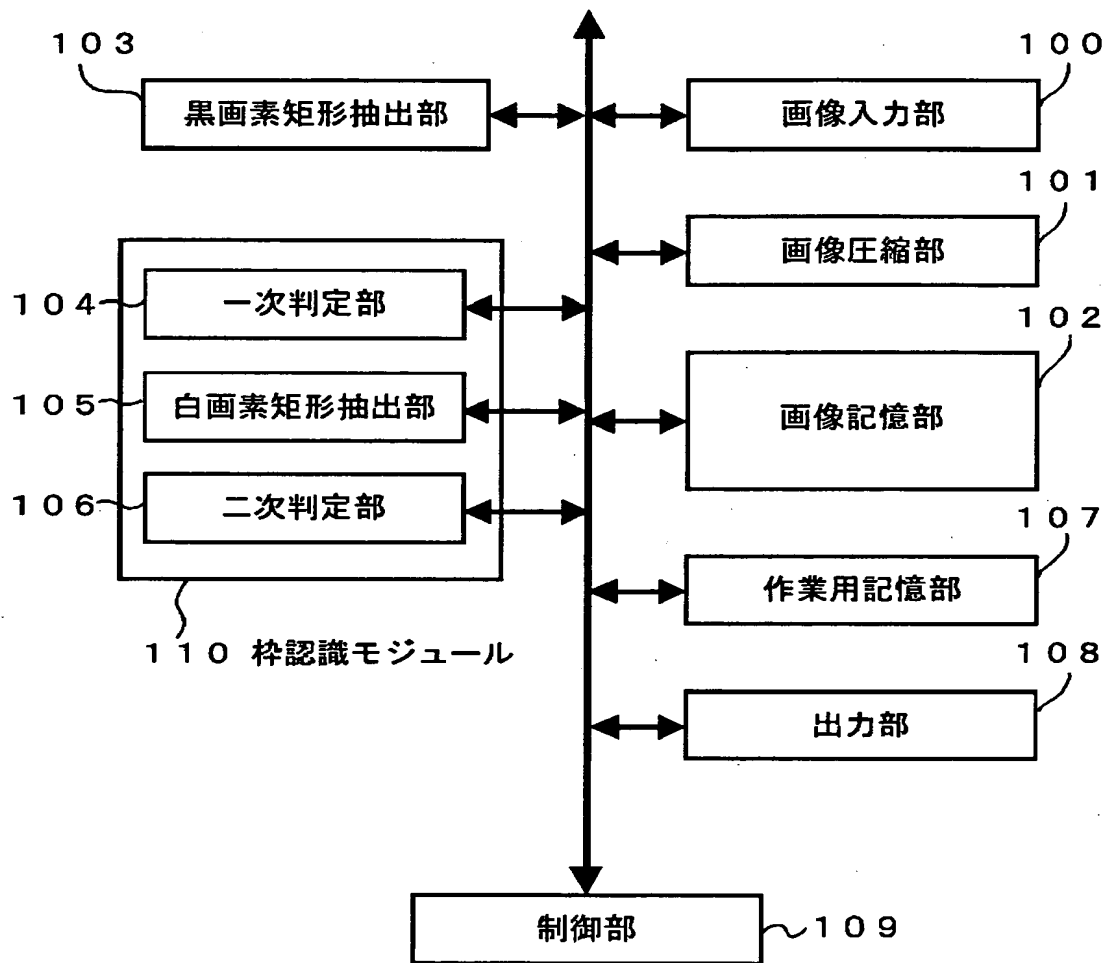 １０３
１００
黒画素矩形抽出部
画像入力部
１０１
画像圧縮部
１０４
一次判定部
１０２
１０５
白画素矩形抽出部
画像記憶部
１０６
二次判定部
１０７
作業用記憶部
１１０ 枠認識モジュール
１０８
出力部
制御部
１０９